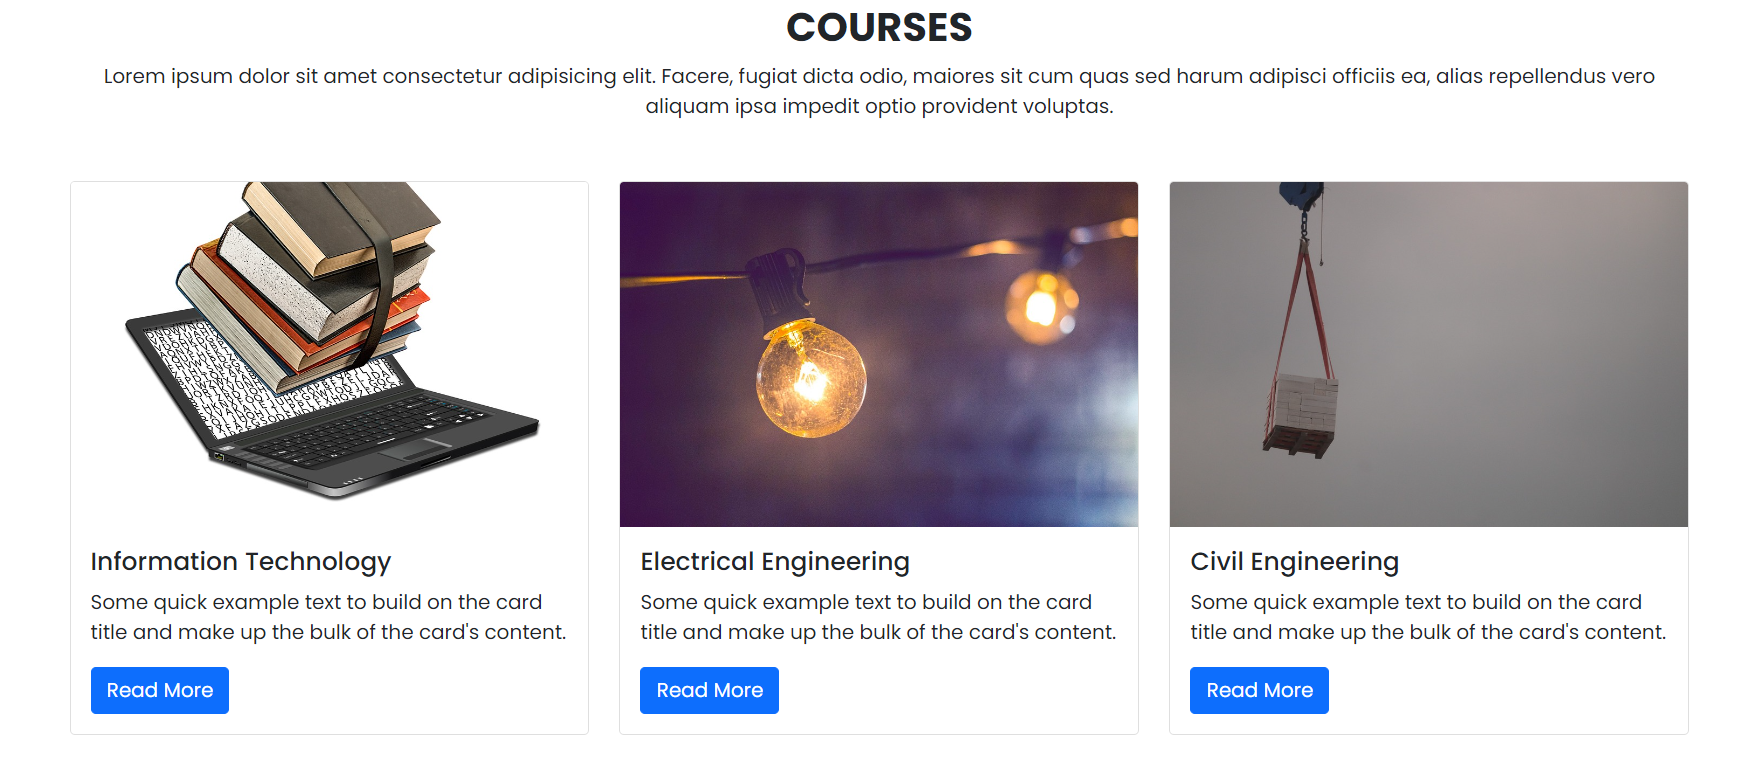 COURSES
Lorem ipsum dolor sit amet consectetur adipisicing elit. Facere, fugiat dicta odio, maiores sit cum quas sed harum adipisci officiis ea, alias repellendus vero
aliquam ipsa impedit optio provident voluptas.
Information Technology
Some quick example text to build on the card
title and make up the bulk of the card's content.
Read More
Electrical Engineering
Some quick example text to build on the card
title and make up the bulk of the card's content.
Read More
Civil Engineering
Some quick example text to build on the card
title and make up the bulk of the card's content.
Read More